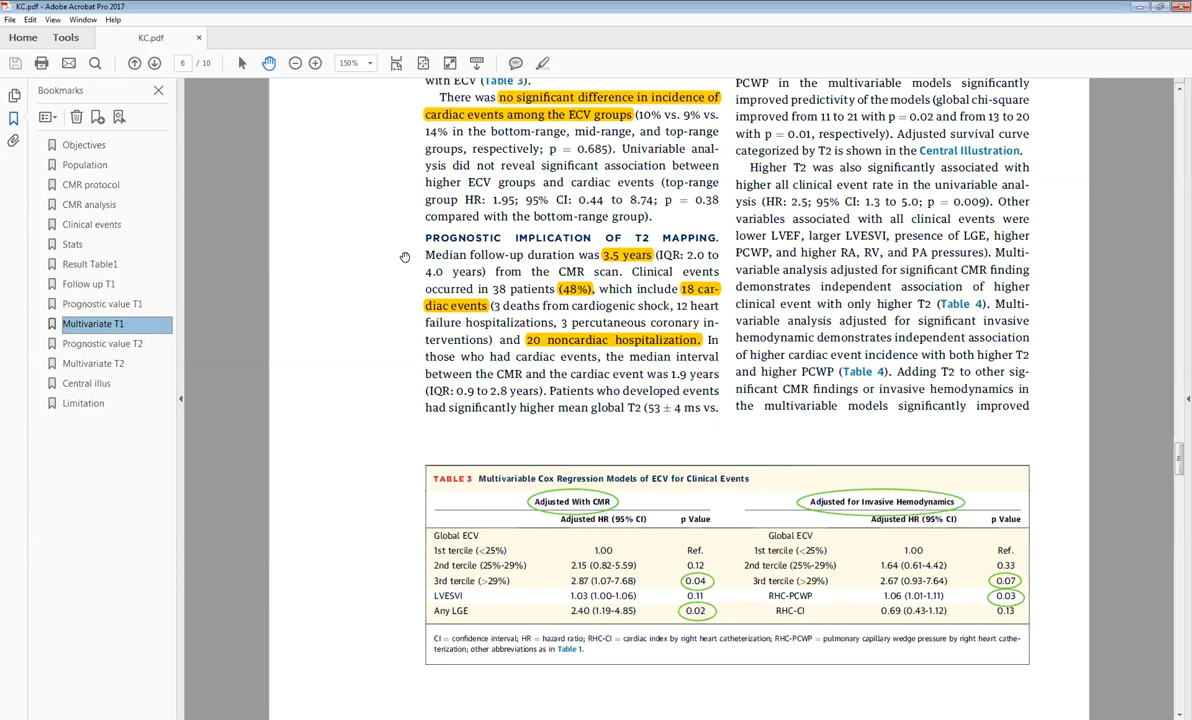 KC.pdf - Adobe Acrobat Pro 2017
File Edit View Window Help
Home Tools KC.pdf ×
6 / 10 150%
Bookmarks
Objectives
Population
CMR protocol
CMR analysis
Clinical events
Stats
Result Table1
Follow up T1
Prognostic value T1
Multivariate T1
Prognostic value T2
Multivariate T2
Central illus
Limitation
with ECV (Table 3).
There was no significant difference in incidence of
cardiac events among the ECV groups (10% vs. 9% vs.
14% in the bottom-range, mid-range, and top-range
groups, respectively; p = 0.685). Univariable anal-
ysis did not reveal significant association between
higher ECV groups and cardiac events (top-range
group HR: 1.95; 95% CI: 0.44 to 8.74; p = 0.38
compared with the bottom-range group).
PROGNOSTIC IMPLICATION OF T2 MAPPING.
Median follow-up duration was 3.5 years (IQR: 2.0 to
4.0 years) from the CMR scan. Clinical events
occurred in 38 patients (48%), which include 18 car-
diac events (3 deaths from cardiogenic shock, 12 heart
failure hospitalizations, 3 percutaneous coronary in-
terventions) and 20 noncardiac hospitalization. In
those who had cardiac events, the median interval
between the CMR and the cardiac event was 1.9 years
(IQR: 0.9 to 2.8 years). Patients who developed events
had significantly higher mean global T2 (53 ± 4 ms vs.
PCWP in the multivariable models significantly
improved predictivity of the models (global chi-square
improved from 11 to 21 with p = 0.02 and from 13 to 20
with p = 0.01, respectively). Adjusted survival curve
categorized by T2 is shown in the Central Illustration.
Higher T2 was also significantly associated with
higher all clinical event rate in the univariable anal-
ysis (HR: 2.5; 95% CI: 1.3 to 5.0; p = 0.009). Other
variables associated with all clinical events were
lower LVEF, larger LVESVI, presence of LGE, higher
PCWP, and higher RA, RV, and PA pressures). Multi-
variable analysis adjusted for significant CMR finding
demonstrates independent association of higher
clinical event with only higher T2 (Table 4). Multi-
variable analysis adjusted for significant invasive
hemodynamic demonstrates independent association
of higher cardiac event incidence with both higher T2
and higher PCWP (Table 4). Adding T2 to other sig-
nificant CMR findings or invasive hemodynamics in
the multivariable models significantly improved
TABLE 3 Multivariable Cox Regression Models of ECV for Clinical Events
Adjusted With CMR Adjusted for Invasive Hemodynamics
Adjusted HR (95% CI) p Value Adjusted HR (95% CI) p Value
Global ECV Global ECV
1st tercile (<25%) 1.00 Ref. 1st tercile (<25%) 1.00 Ref.
2nd tercile (25%-29%) 2.15 (0.82-5.59) 0.12 2nd tercile (25%-29%) 1.64 (0.61-4.42) 0.33
3rd tercile (>29%) 2.87 (1.07-7.68) 0.04 3rd tercile (>29%) 2.67 (0.93-7.64) 0.07
LVESVI 1.03 (1.00-1.06) 0.11 RHC-PCWP 1.06 (1.01-1.11) 0.03
Any LGE 2.40 (1.19-4.85) 0.02 RHC-CI 0.69 (0.43-1.12) 0.13
CI = confidence interval; HR = hazard ratio; RHC-CI = cardiac index by right heart catheterization; RHC-PCWP = pulmonary capillary wedge pressure by right heart cathe-
terization; other abbreviations as in Table 1.